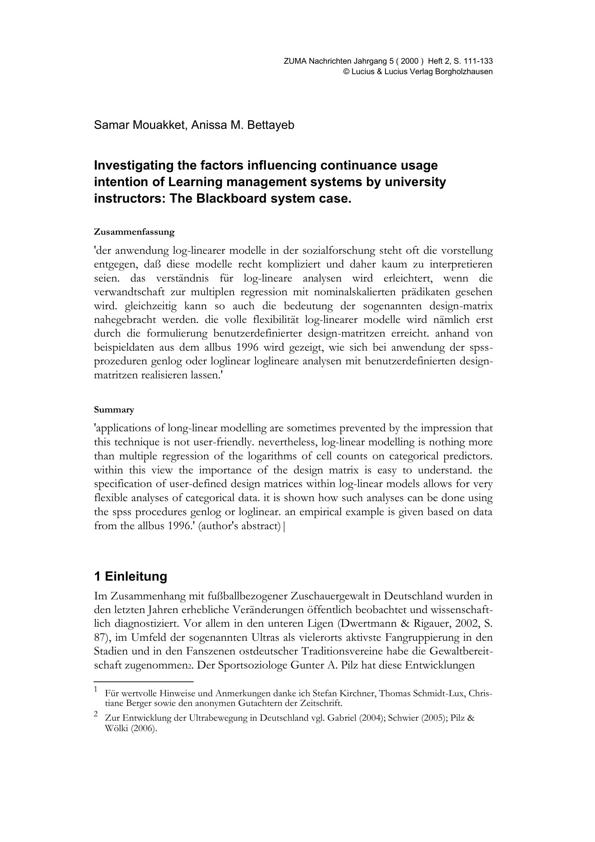 ZUMA Nachrichten Jahrgang 5 ( 2000 ) Heft 2, S. 111-133
© Lucius & Lucius Verlag Borgholzhausen
Samar Mouakket, Anissa M. Bettayeb
Investigating the factors influencing continuance usage
intention of Learning management systems by university
instructors: The Blackboard system case.
Zusammenfassung
'der anwendung log-linearer modelle in der sozialforschung steht oft die vorstellung
entgegen, daß diese modelle recht kompliziert und daher kaum zu interpretieren
seien. das verständnis für log-lineare analysen wird erleichtert, wenn die
verwandtschaft zur multiplen regression mit nominalskalierten prädikaten gesehen
wird. gleichzeitig kann so auch die bedeutung der sogenannten design-matrix
nahegebracht werden. die volle flexibilität log-linearer modelle wird nämlich erst
durch die formulierung benutzerdefinierter design-matritzen erreicht. anhand von
beispieldaten aus dem allbus 1996 wird gezeigt, wie sich bei anwendung der spss-
prozeduren genlog oder loglinear loglineare analysen mit benutzerdefinierten design-
matritzen realisieren lassen.'
Summary
'applications of long-linear modelling are sometimes prevented by the impression that
this technique is not user-friendly. nevertheless, log-linear modelling is nothing more
than multiple regression of the logarithms of cell counts on categorical predictors.
within this view the importance of the design matrix is easy to understand. the
specification of user-defined design matrices within log-linear models allows for very
flexible analyses of categorical data. it is shown how such analyses can be done using
the spss procedures genlog or loglinear. an empirical example is given based on data
from the allbus 1996.' (author's abstract)|
1 Einleitung
Im Zusammenhang mit fußballbezogener Zuschauergewalt in Deutschland wurden in
den letzten Jahren erhebliche Veränderungen öffentlich beobachtet und wissenschaft-
lich diagnostiziert. Vor allem in den unteren Ligen (Dwertmann & Rigauer, 2002, S.
87), im Umfeld der sogenannten Ultras als vielerorts aktivste Fangruppierung in den
Stadien und in den Fanszenen ostdeutscher Traditionsvereine habe die Gewaltbereit-
schaft zugenommen2. Der Sportsoziologe Gunter A. Pilz hat diese Entwicklungen
1 Für wertvolle Hinweise und Anmerkungen danke ich Stefan Kirchner, Thomas Schmidt-Lux, Chris-
tiane Berger sowie den anonymen Gutachtern der Zeitschrift.
2 Zur Entwicklung der Ultrabewegung in Deutschland vgl. Gabriel (2004); Schwier (2005); Pilz &
Wölki (2006).